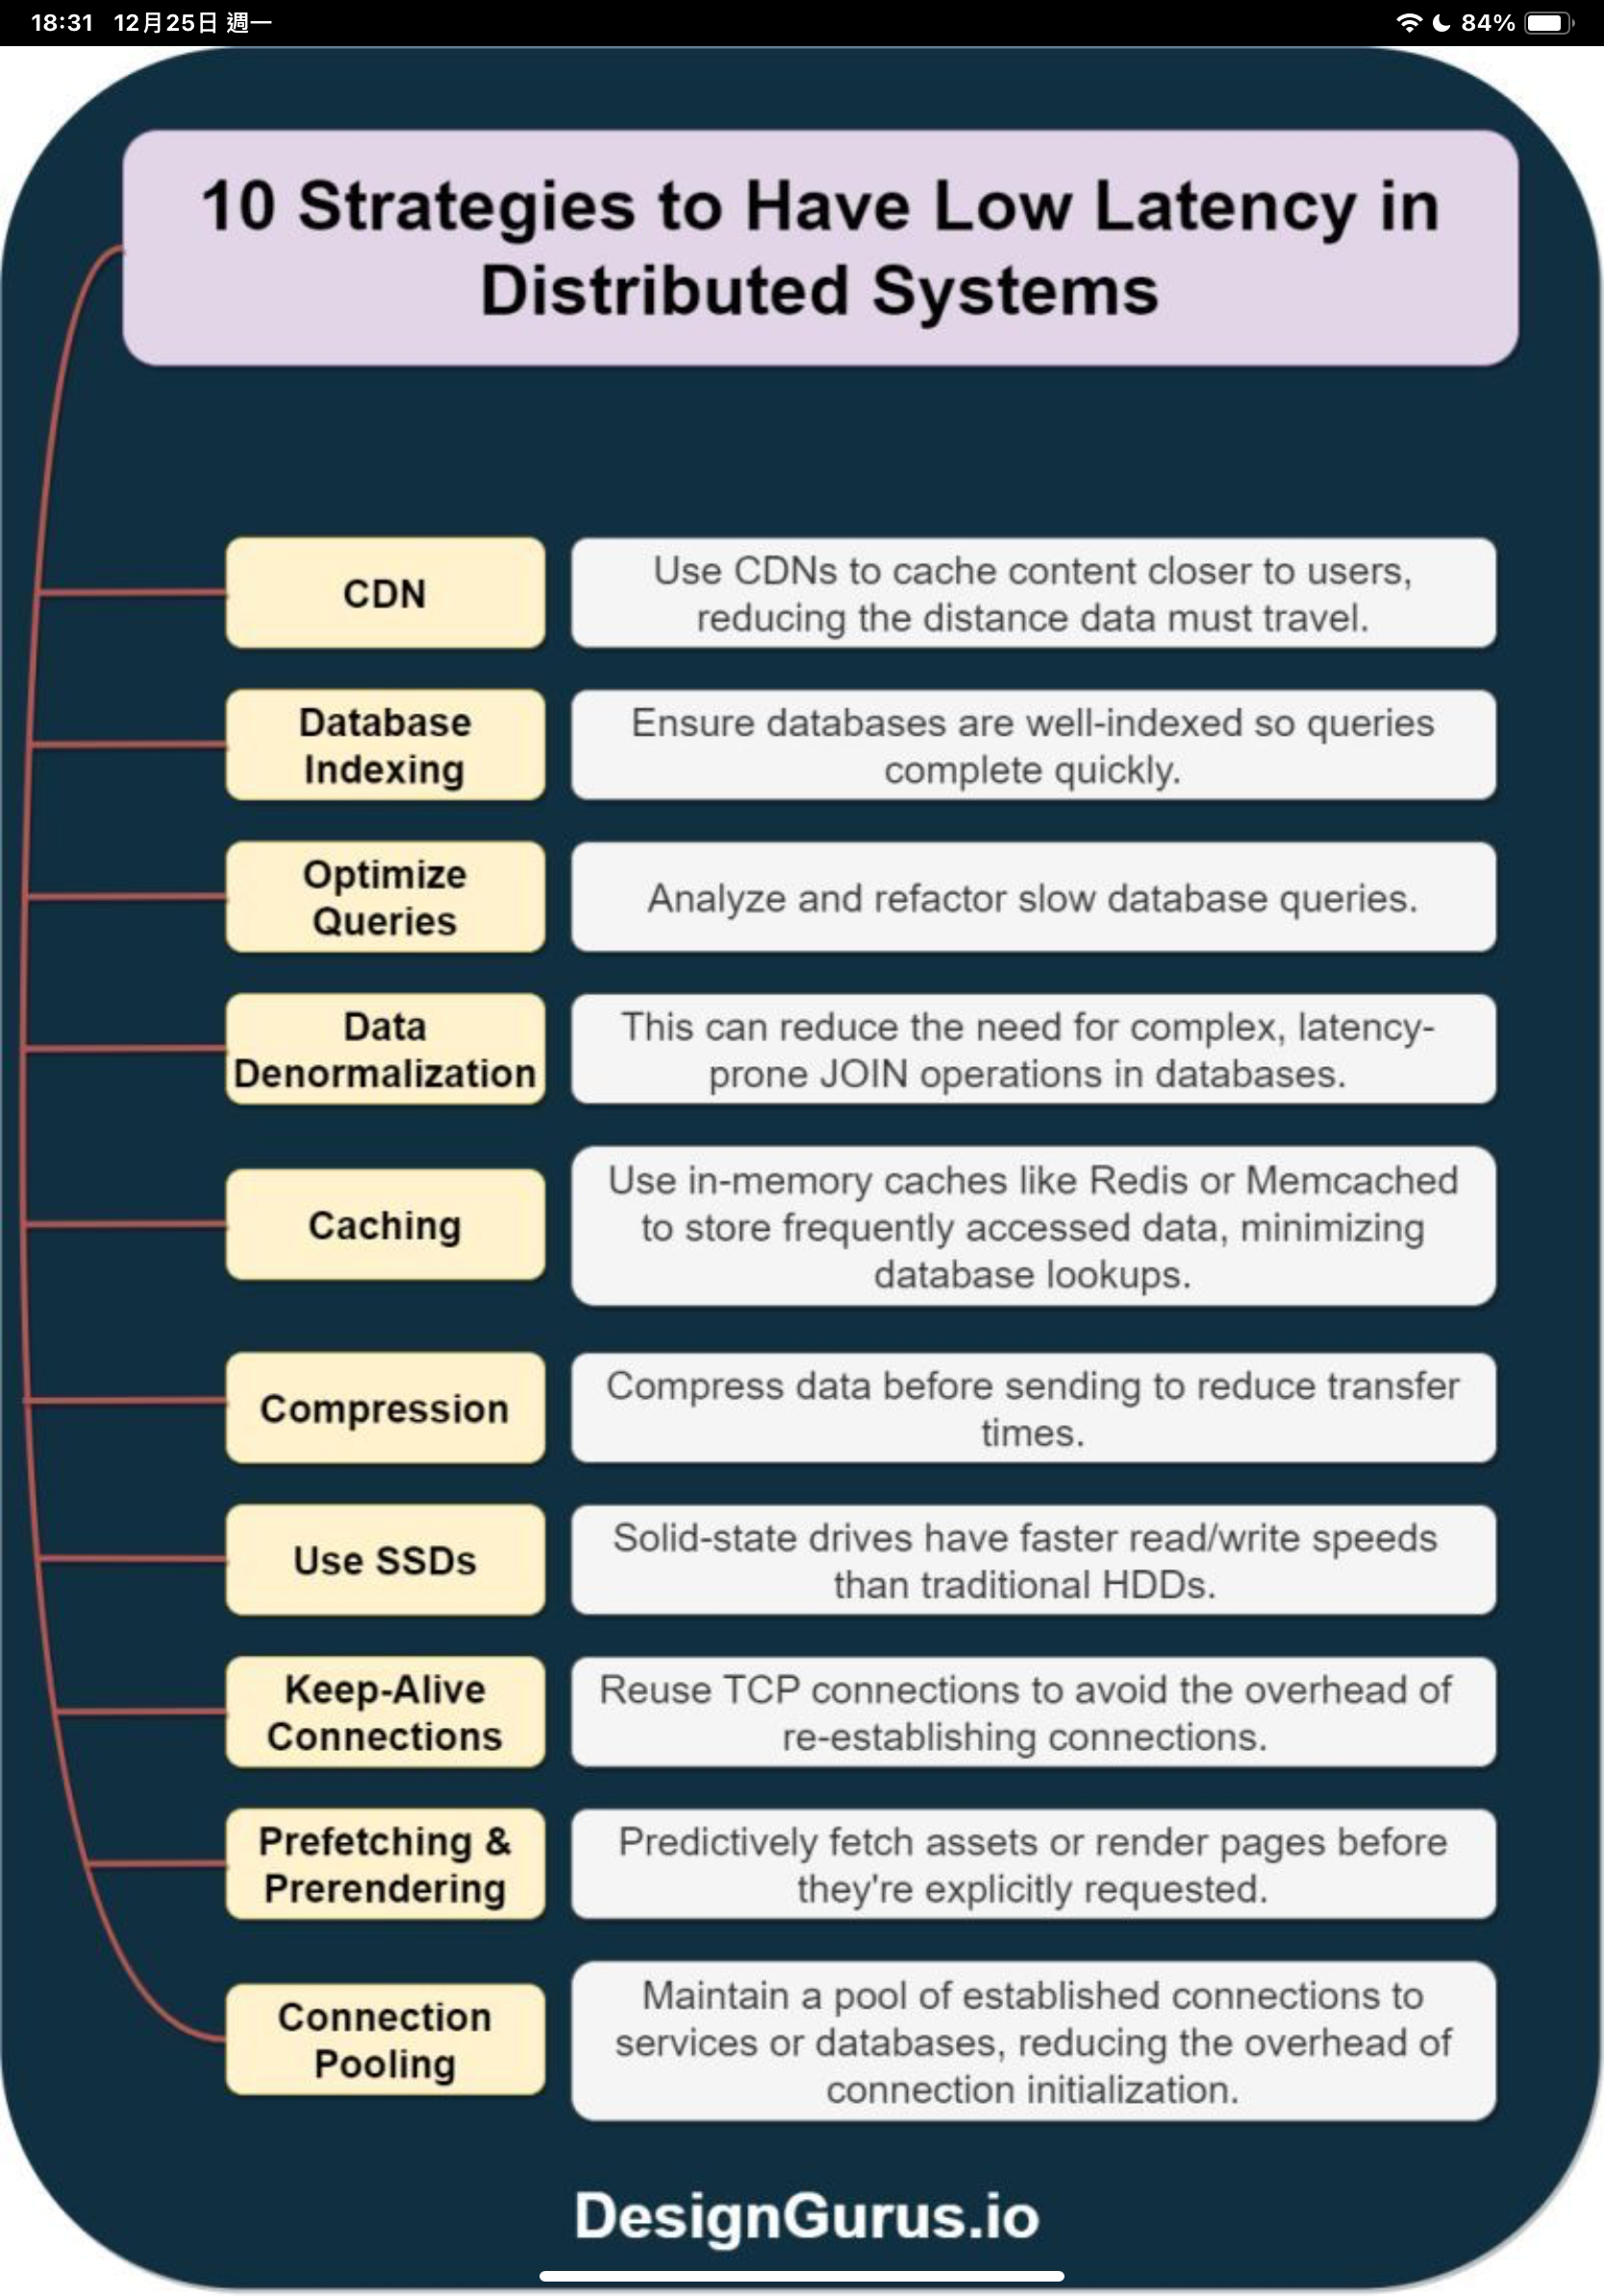 18:31 12月25日 週一
84%
10 Strategies to Have Low Latency in
Distributed Systems
CDN
Use CDNs to cache content closer to users,
reducing the distance data must travel.
Database
Indexing
Ensure databases are well-indexed so queries
complete quickly.
Optimize
Queries
Analyze and refactor slow database queries.
Data
Denormalization
This can reduce the need for complex, latency-
prone JOIN operations in databases.
Caching
Use in-memory caches like Redis or Memcached
to store frequently accessed data, minimizing
database lookups.
Compression
Compress data before sending to reduce transfer
times.
Use SSDs
Solid-state drives have faster read/write speeds
than traditional HDDs.
Keep-Alive
Connections
Reuse TCP connections to avoid the overhead of
re-establishing connections.
Prefetching &
Prerendering
Predictively fetch assets or render pages before
they're explicitly requested.
Connection
Pooling
Maintain a pool of established connections to
services or databases, reducing the overhead of
connection initialization.
DesignGurus.io